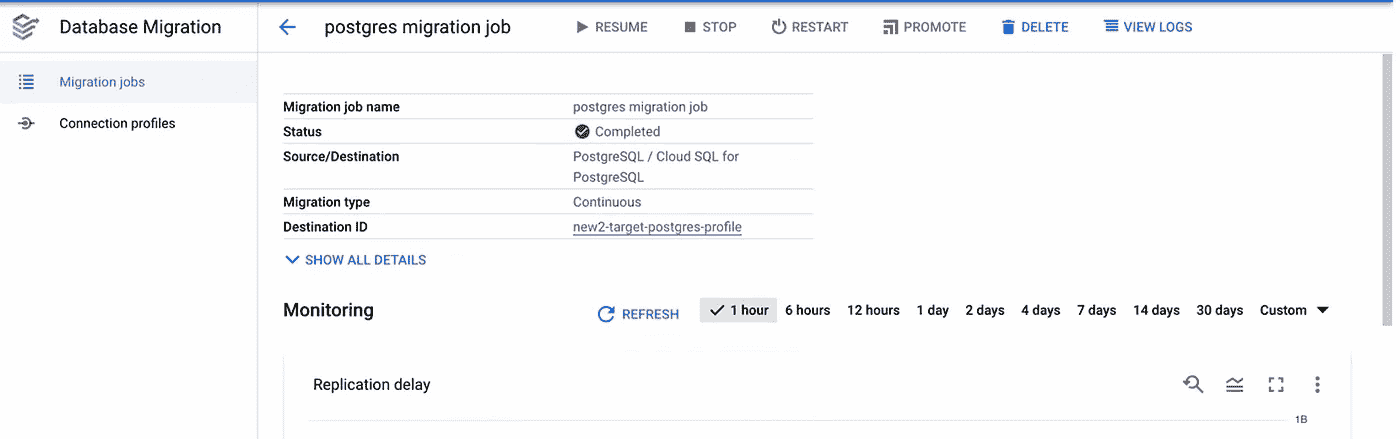 Database Migration
postgres migration job
RESUME
STOP
RESTART
PROMOTE
DELETE
VIEW LOGS
Migration jobs
Connection profiles
Migration job name postgres migration job
Status Completed
Source/Destination PostgreSQL / Cloud SQL for
PostgreSQL
Migration type Continuous
Destination ID new2-target-postgres-profile
SHOW ALL DETAILS
Monitoring
REFRESH
1 hour 6 hours 12 hours 1 day 2 days 4 days 7 days 14 days 30 days Custom
Replication delay
1B